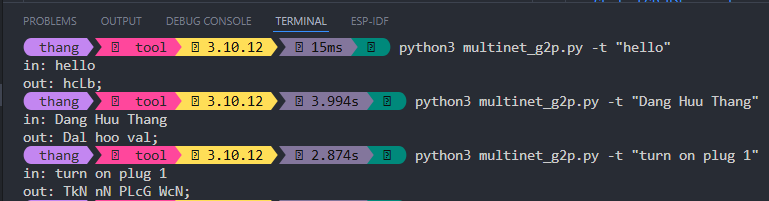 PROBLEMS OUTPUT DEBUG CONSOLE TERMINAL ESP-IDF
thang tool 3.10.12 15ms python3 multinet_g2p.py -t "hello"
in: hello
out: hcLb;
thang tool 3.10.12 3.994s python3 multinet_g2p.py -t "Dang Huu Thang"
in: Dang Huu Thang
out: Dal hoo val;
thang tool 3.10.12 2.874s python3 multinet_g2p.py -t "turn on plug 1"
in: turn on plug 1
out: TkN nN PLcG WcN;